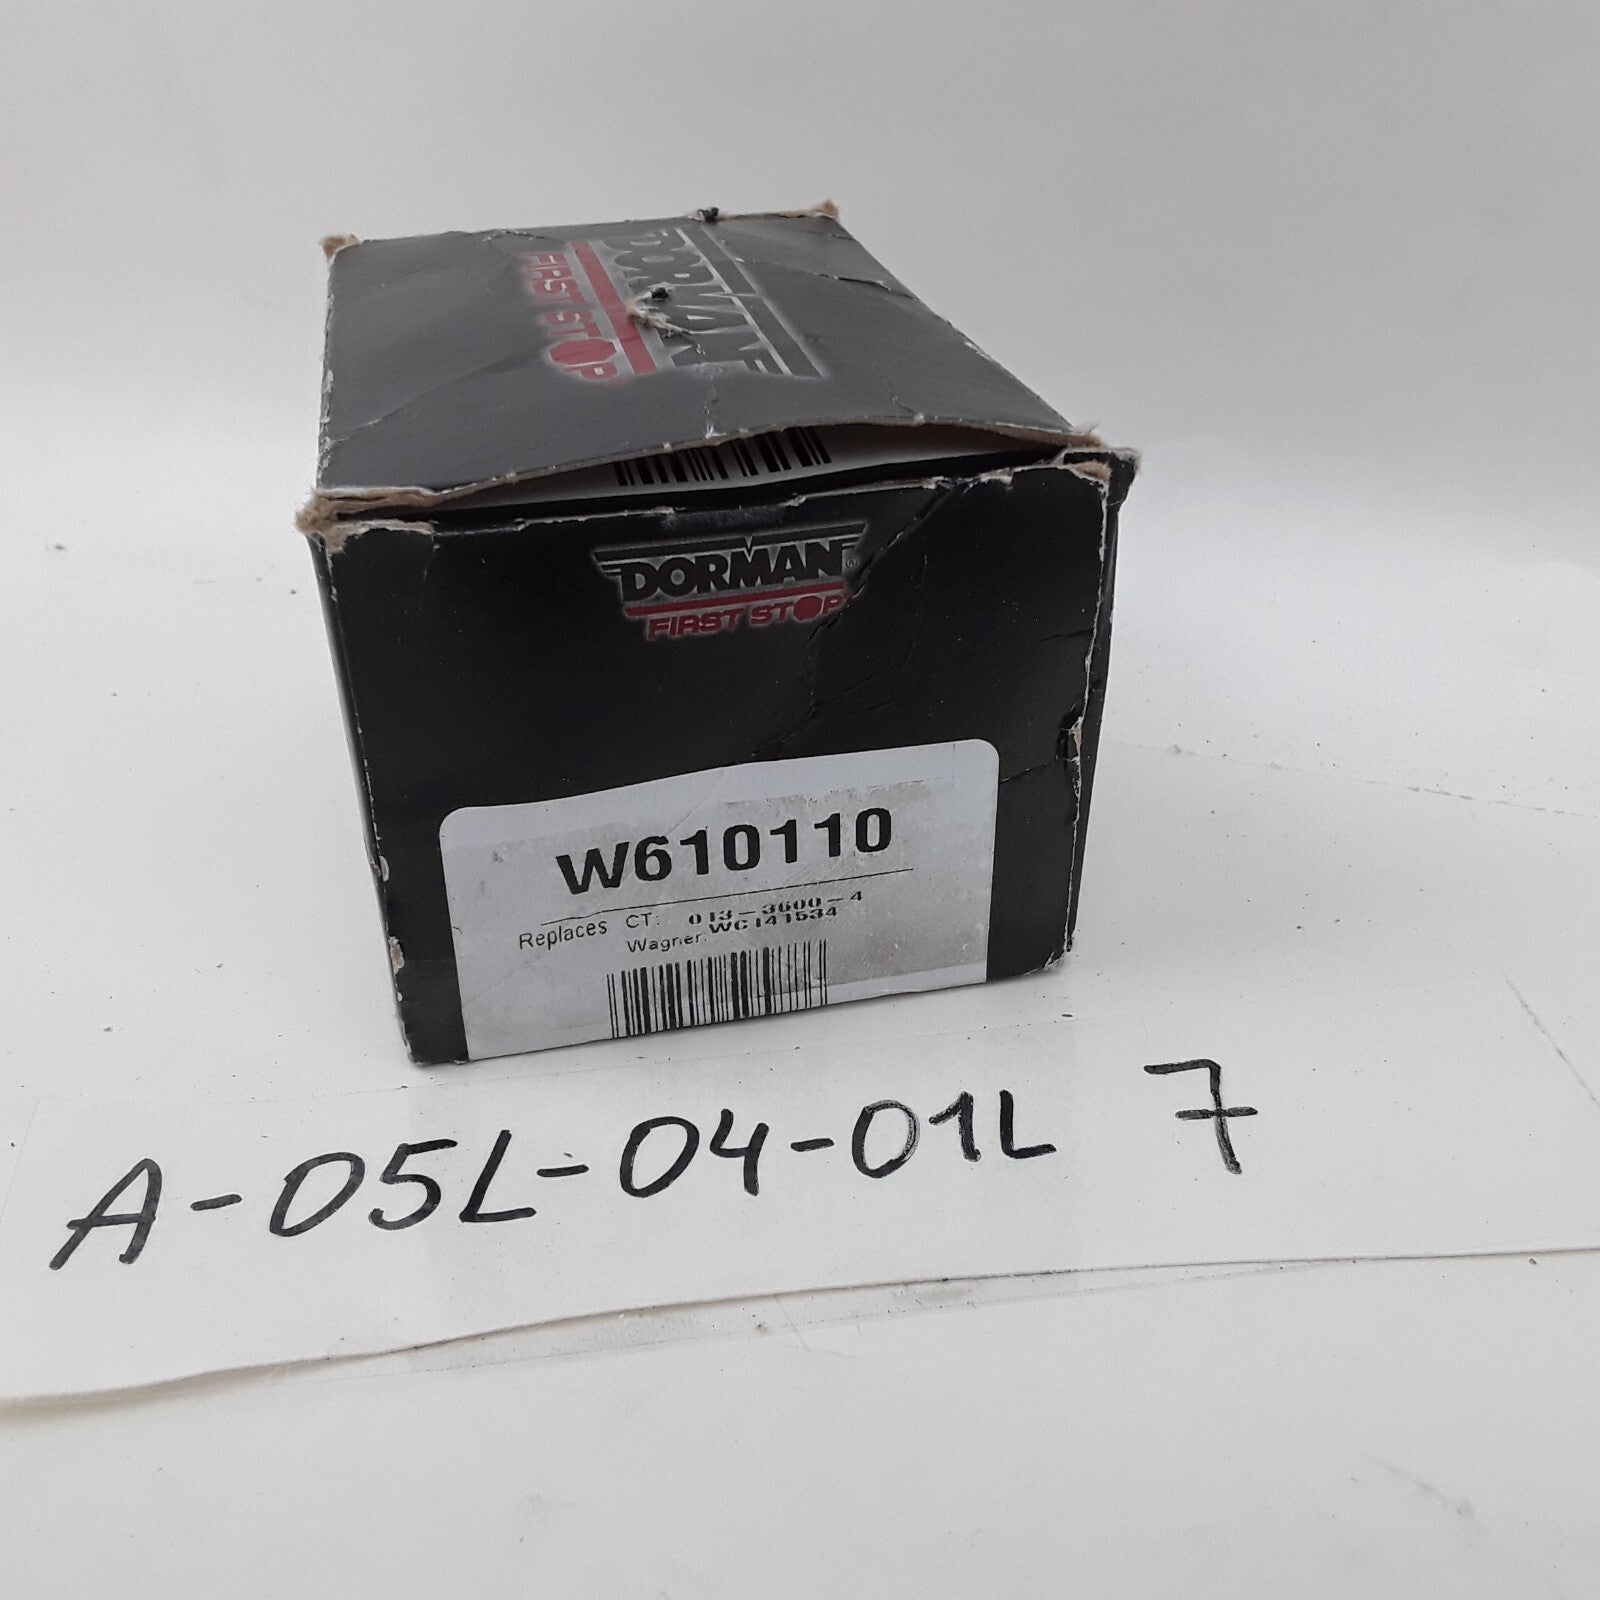 DORMAN
FIRST STOP
DORMAN®
FIRST STOP
W610110
Replaces CT: 013-3600-4
Wagner: WC141534
A-05L-04-01L 7